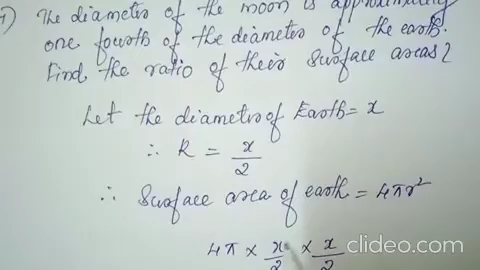 7) The diameter of the moon is approximately
one fourth of the diameter of the earth.
Find the ratio of their surface areas?
Let the diameter of Earth = x
∴ R = x/2
∴ Surface area of earth = 4πr²
4π × x/2 × x/2
clideo.com